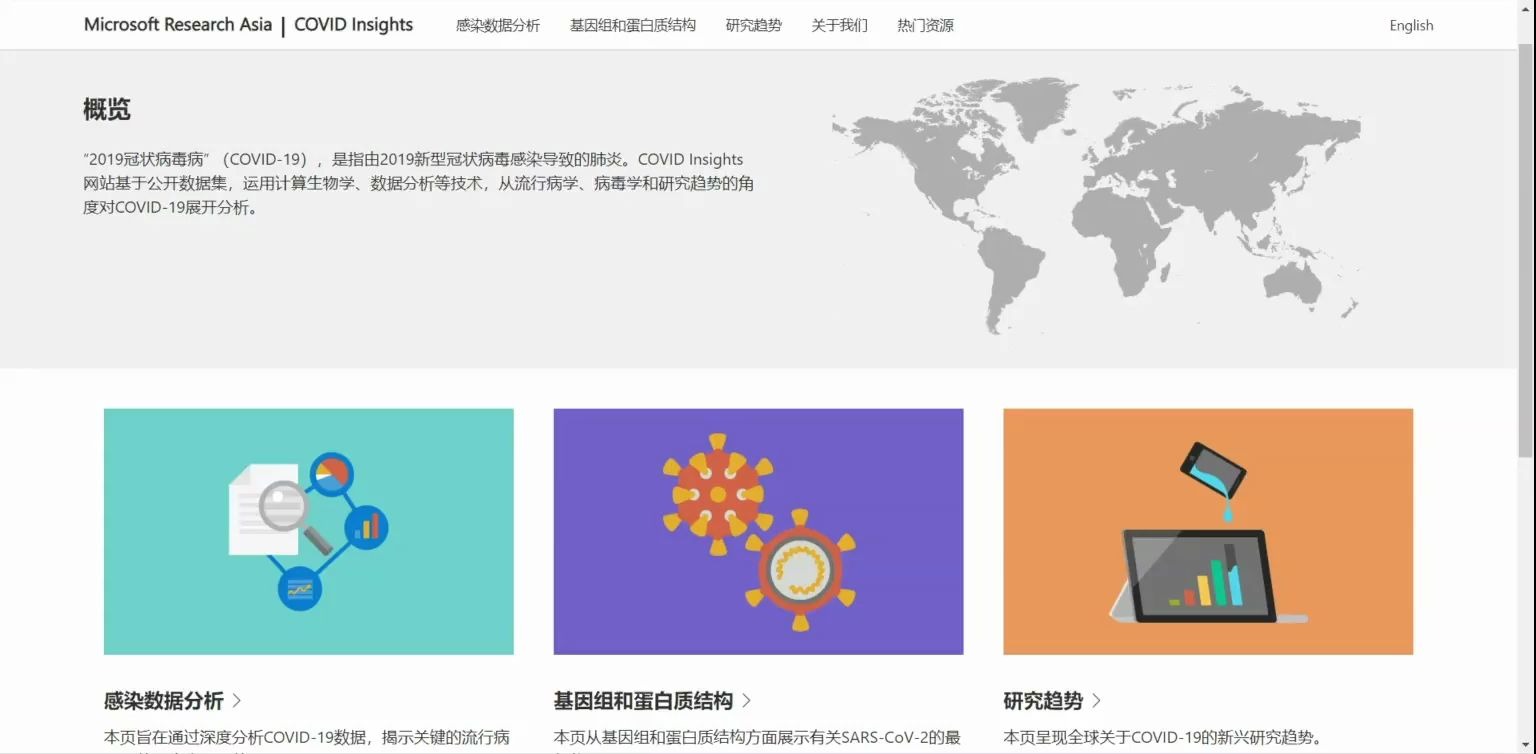 Microsoft Research Asia | COVID Insights 感染数据分析 基因组和蛋白质结构 研究趋势 关于我们 热门资源 English
概览
“2019冠状病毒病”（COVID-19），是指由2019新型冠状病毒感染导致的肺炎。COVID Insights
网站基于公开数据集，运用计算生物学、数据分析等技术，从流行病学、病毒学和研究趋势的角
度对COVID-19展开分析。
感染数据分析
本页旨在通过深度分析COVID-19数据，揭示关键的流行病
基因组和蛋白质结构
本页从基因组和蛋白质结构方面展示有关SARS-CoV-2的最
研究趋势
本页呈现全球关于COVID-19的新兴研究趋势。